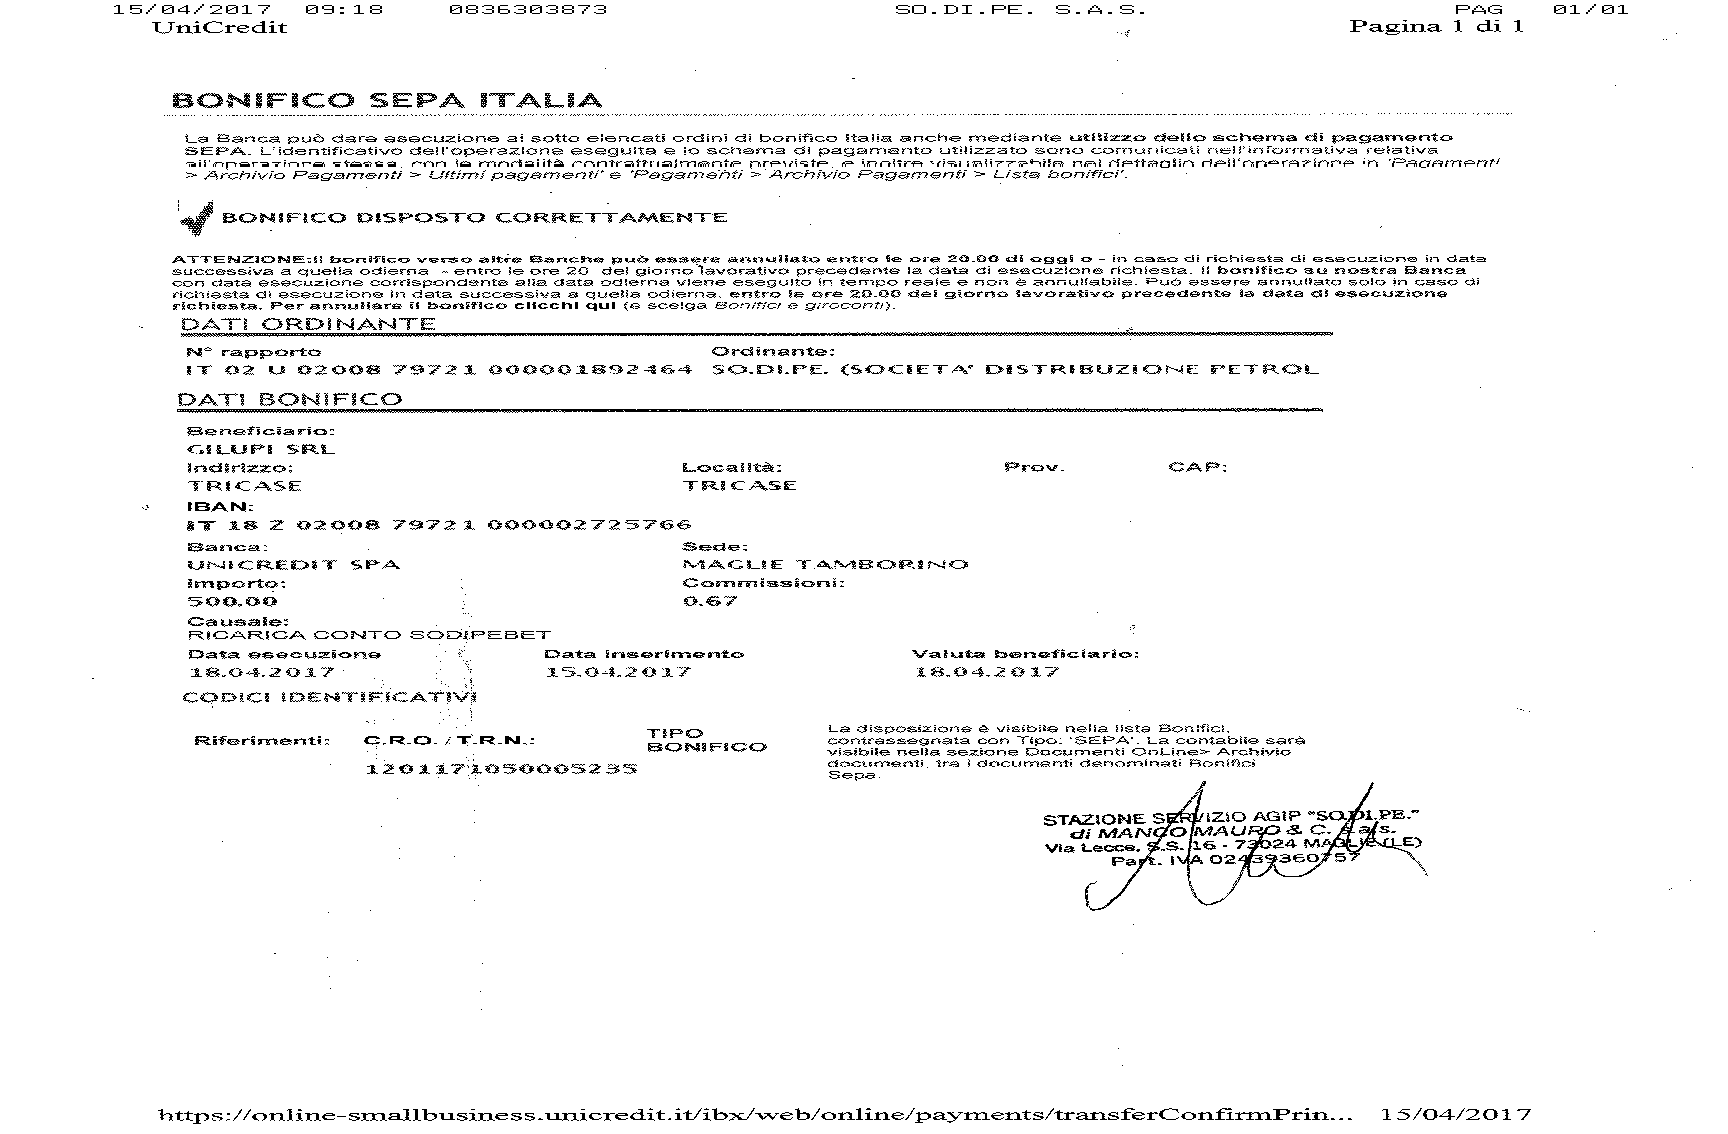 15/04/2017 09:18 0836303873 SO.DI.PE. S.A.S. PAG 01/01
UniCredit Pagina 1 di 1
BONIFICO SEPA ITALIA
La Banca può dare esecuzione ai sotto elencati ordini di bonifico Italia anche mediante utilizzo dello schema di pagamento
SEPA. L'identificativo dell'operazione eseguita e lo schema di pagamento utilizzato sono comunicati nell'informativa relativa
all'operazione stessa, con le modalità contrattualmente previste, e inoltre visualizzabile nel dettaglio dell'operazione in 'Pagamenti
> Archivio Pagamenti > Ultimi pagamenti' e 'Pagamenti > Archivio Pagamenti > Lista bonifici'.
BONIFICO DISPOSTO CORRETTAMENTE
ATTENZIONE:Il bonifico verso altre Banche può essere annullato entro le ore 20.00 di oggi o - in caso di richiesta di esecuzione in data
successiva a quella odierna - entro le ore 20 del giorno lavorativo precedente la data di esecuzione richiesta. Il bonifico su nostra Banca
con data esecuzione corrispondente alla data odierna viene eseguito in tempo reale e non è annullabile. Può essere annullato solo in caso di
richiesta di esecuzione in data successiva a quella odierna, entro le ore 20.00 del giorno lavorativo precedente la data di esecuzione
richiesta. Per annullare il bonifico clicchi qui (e scelga Bonifici e giroconti).
DATI ORDINANTE
N° rapporto Ordinante:
IT 02 U 02008 79721 000001892464 SO.DI.PE. (SOCIETA' DISTRIBUZIONE PETROL
DATI BONIFICO
Beneficiario:
GILUPI SRL
Indirizzo: Località: Prov. CAP:
TRICASE TRICASE
IBAN:
IT 18 Z 02008 79721 000002725766
Banca: Sede:
UNICREDIT SPA MAGLIE TAMBORINO
Importo: Commissioni:
500.00 0.67
Causale:
RICARICA CONTO SODIPEBET
Data esecuzione Data inserimento Valuta beneficiario:
18.04.2017 15.04.2017 18.04.2017
CODICI IDENTIFICATIVI
Riferimenti: C.R.O. / T.R.N.: TIPO BONIFICO
1201171050005235
La disposizione è visibile nella lista Bonifici,
contrassegnata con Tipo: 'SEPA'. La contabile sarà
visibile nella sezione Documenti OnLine> Archivio
documenti, tra i documenti denominati Bonifici
Sepa.
STAZIONE SERVIZIO AGIP "SO.DI.PE."
di MANCO MAURO & C. s.a.s.
Via Lecce, S.S. 16 - 73024 MAGLIE (LE)
Part. IVA 02439360757
https://online-smallbusiness.unicredit.it/ibx/web/online/payments/transferConfirmPrin... 15/04/2017